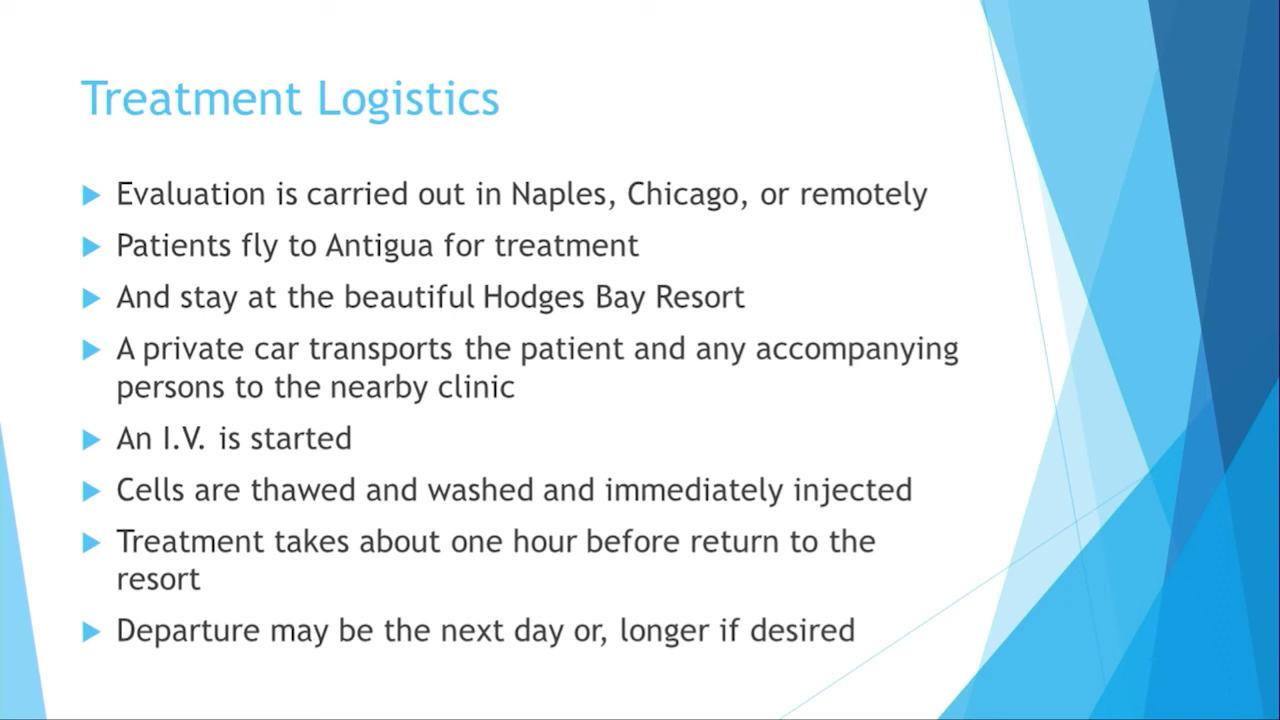 Treatment Logistics
Evaluation is carried out in Naples, Chicago, or remotely
Patients fly to Antigua for treatment
And stay at the beautiful Hodges Bay Resort
A private car transports the patient and any accompanying
persons to the nearby clinic
An I.V. is started
Cells are thawed and washed and immediately injected
Treatment takes about one hour before return to the
resort
Departure may be the next day or, longer if desired